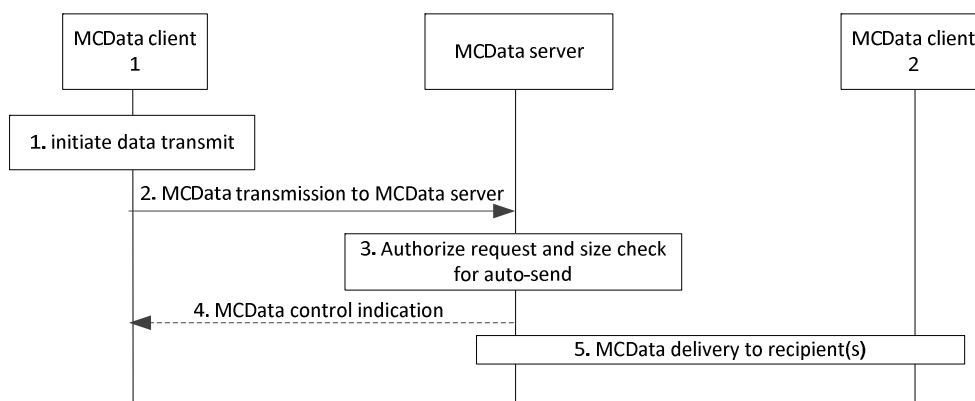 MCData client
1
MCData server
MCData client
2
1. initiate data transmit
2. MCData transmission to MCData server
3. Authorize request and size check
for auto-send
4. MCData control indication
5. MCData delivery to recipient(s)